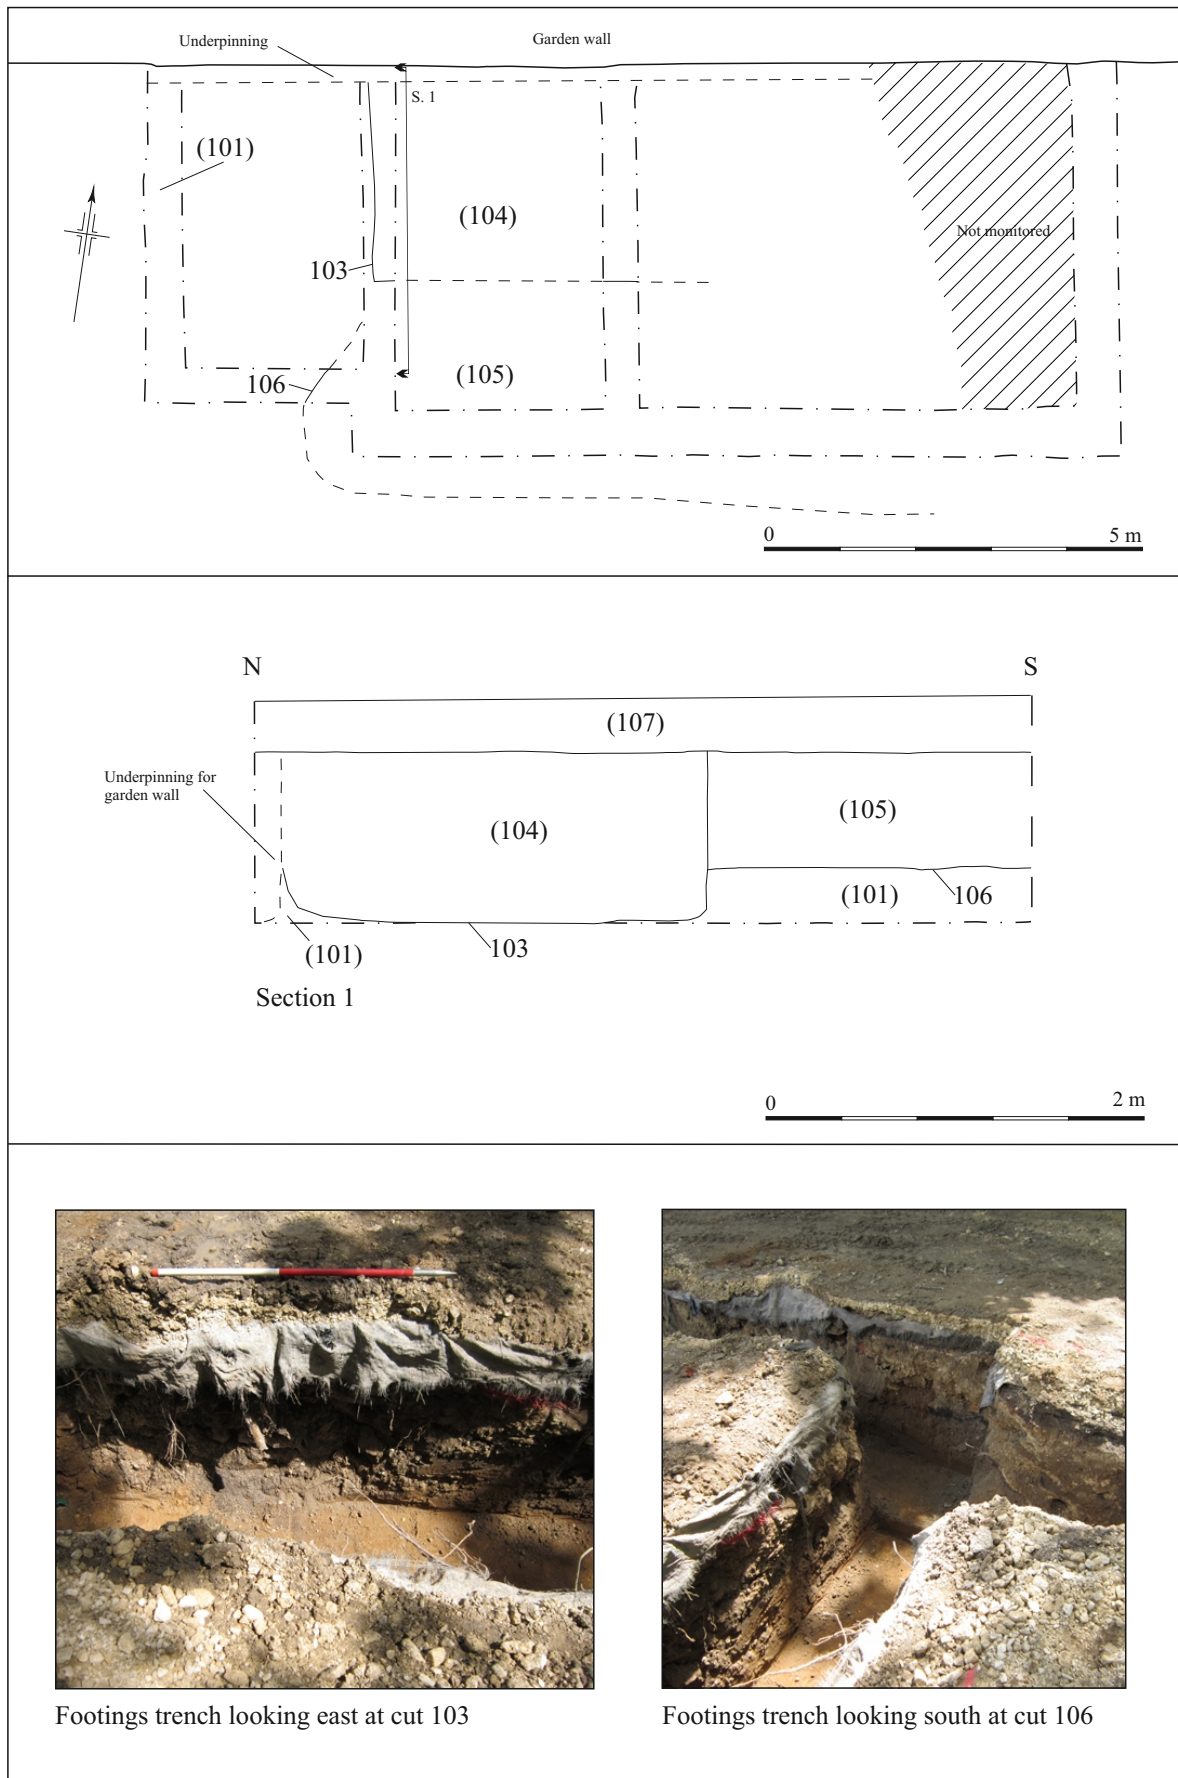 Underpinning
Garden wall
S. 1
(101)
(104)
Not monitored
103
(105)
106
0 5 m
N S
(107)
Underpinning for
garden wall
(105)
(104)
(101)
106
103
(101)
Section 1
0 2 m
Footings trench looking east at cut 103
Footings trench looking south at cut 106